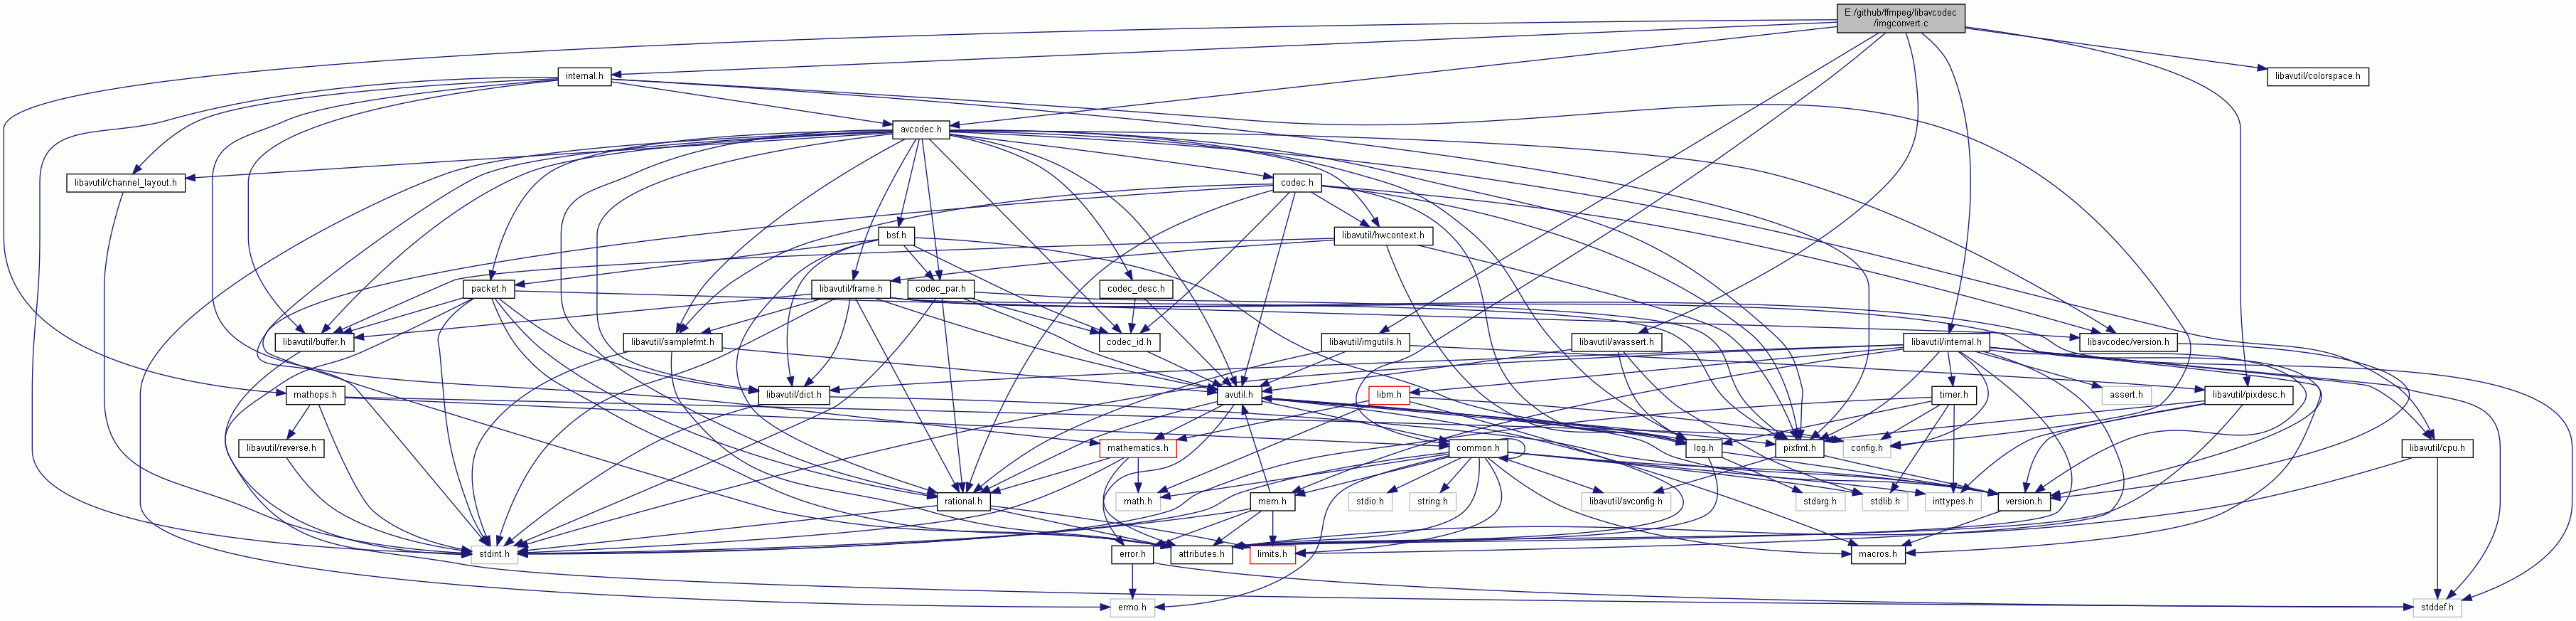 E:/github/ffmpeg/libavcodec
/imgconvert.c
internal.h
libavutil/colorspace.h
avcodec.h
libavutil/channel_layout.h
codec.h
bsf.h
libavutil/hwcontext.h
packet.h
libavutil/frame.h
codec_par.h
codec_desc.h
libavutil/buffer.h
libavutil/samplefmt.h
codec_id.h
libavutil/imgutils.h
libavutil/avassert.h
libavutil/internal.h
libavcodec/version.h
mathops.h
libavutil/dict.h
avutil.h
libm.h
timer.h
assert.h
libavutil/pixdesc.h
libavutil/reverse.h
mathematics.h
common.h
log.h
pixfmt.h
config.h
libavutil/cpu.h
rational.h
math.h
mem.h
stdio.h
string.h
libavutil/avconfig.h
stdarg.h
stdlib.h
inttypes.h
version.h
stdint.h
error.h
attributes.h
limits.h
macros.h
errno.h
stddef.h